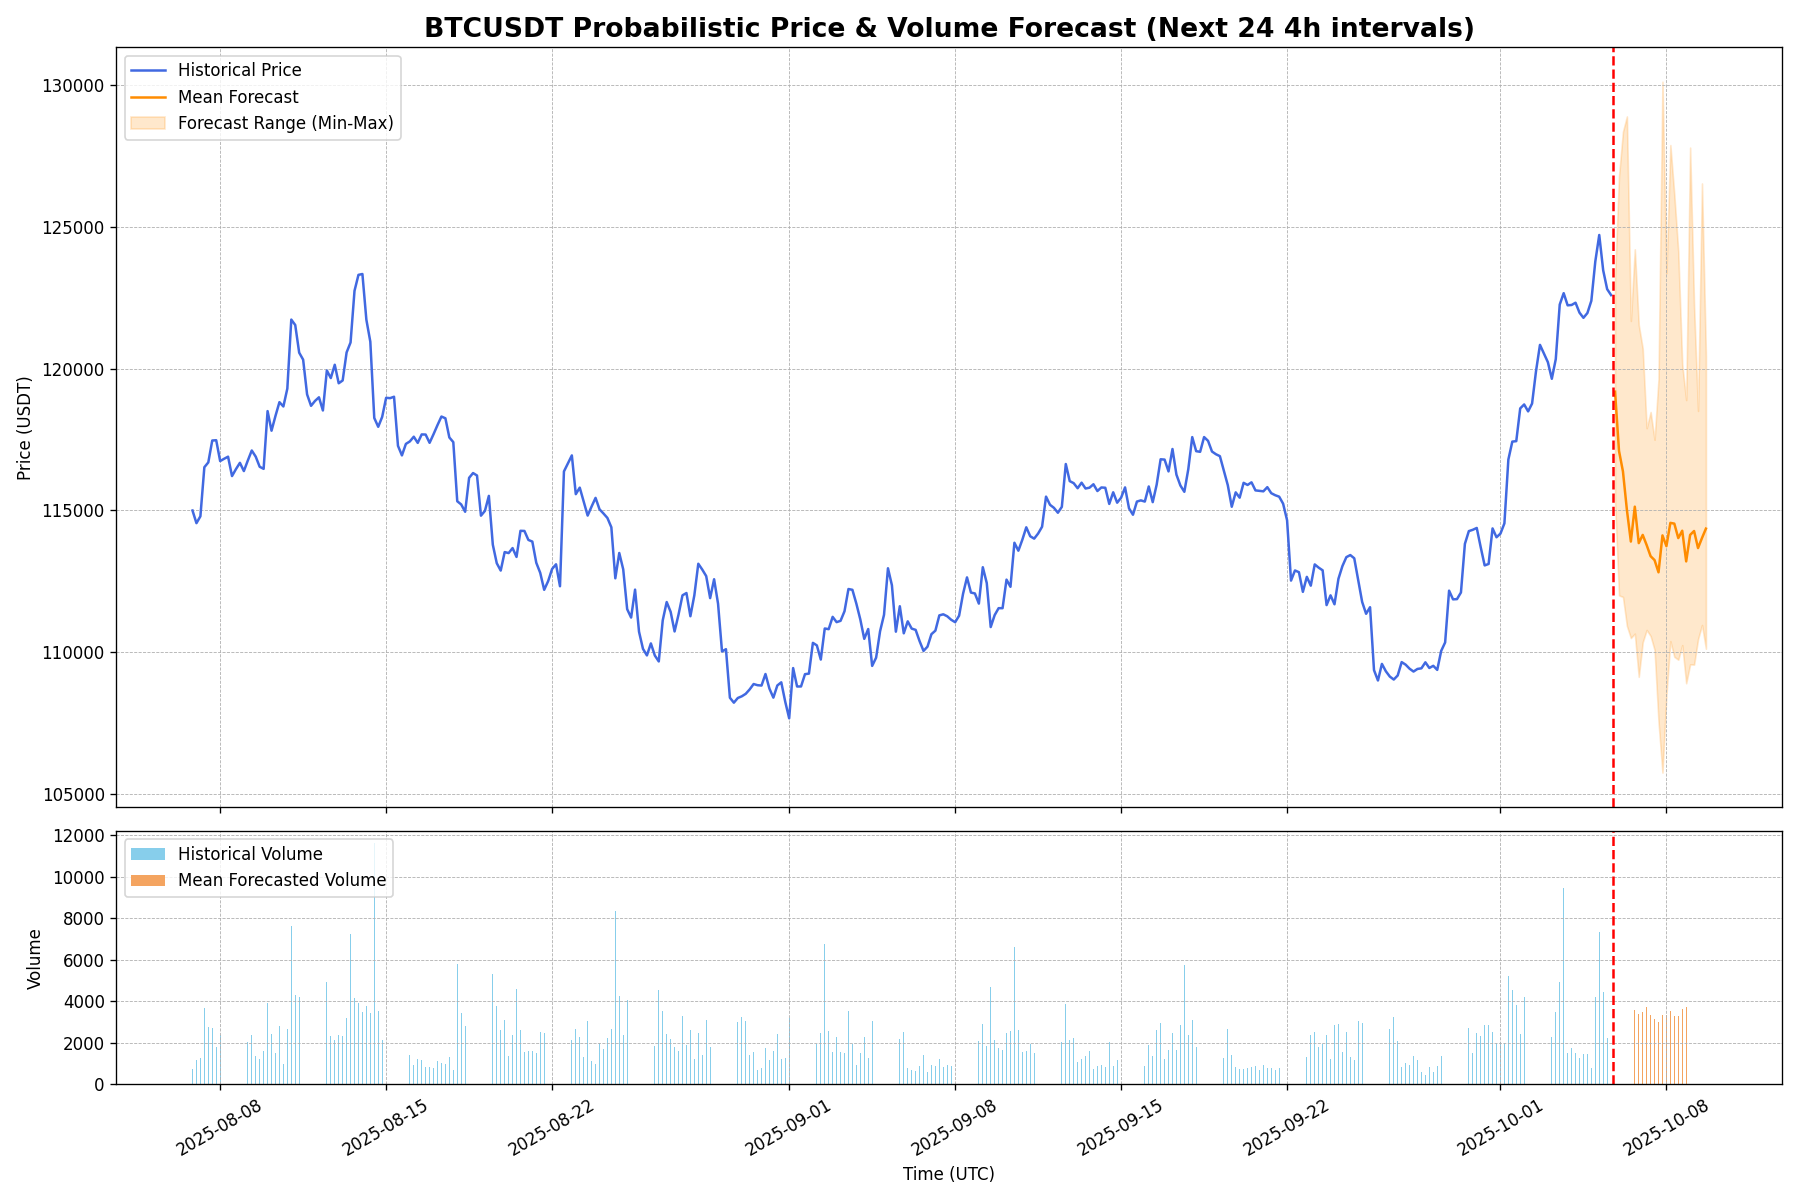 BTCUSDT Probabilistic Price & Volume Forecast (Next 24 4h intervals)
Historical Price
Mean Forecast
Forecast Range (Min-Max)
130000
125000
120000
115000
110000
105000
Price (USDT)
Historical Volume
Mean Forecasted Volume
12000
10000
8000
6000
4000
2000
0
Volume
2025-08-08
2025-08-15
2025-08-22
2025-09-01
2025-09-08
2025-09-15
2025-09-22
2025-10-01
2025-10-08
Time (UTC)